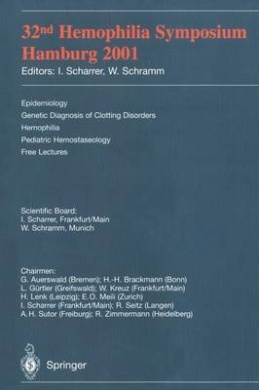 32nd Hemophilia Symposium
Hamburg 2001
Editors: I. Scharrer, W. Schramm
Epidemiology
Genetic Diagnosis of Clotting Disorders
Hemophilia
Pediatric Hemostaseology
Free Lectures
Scientific Board:
I. Scharrer, Frankfurt/Main
W. Schramm, Munich
Chairmen:
G. Auerswald (Bremen); H.-H. Brackmann (Bonn)
L. Gürtler (Greifswald); W. Kreuz (Frankfurt/Main)
H. Lenk (Leipzig); E.O. Meili (Zurich)
I. Scharrer (Frankfurt/Main); R. Seitz (Langen)
A.H. Sutor (Freiburg); R. Zimmermann (Heidelberg)
Springer